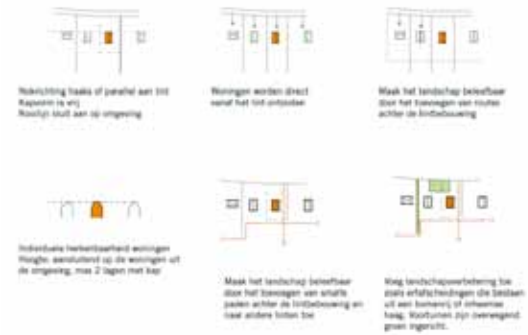 Nokrichting haaks of parallel aan lint
Kapvorm is vrij
Rooilijn sluit aan op omgeving
Woningen worden direct
vanaf het lint ontsloten
Maak het landschap beleefbaar
door het toevoegen van routes
achter de lintbebouwing
Individuele herkenbaarheid woningen
Hoogte: aansluitend op de woningen uit
de omgeving, max 2 lagen met kap
Maak het landschap beleefbaar
door het toevoegen van smalle
paden achter de lintbebouwing en
naar andere linten toe
Voeg landschapsverbetering toe
zoals erfafscheidingen die bestaan
uit een bomenrij of inheemse
haag. Voortuinen zijn overwegend
groen ingericht.